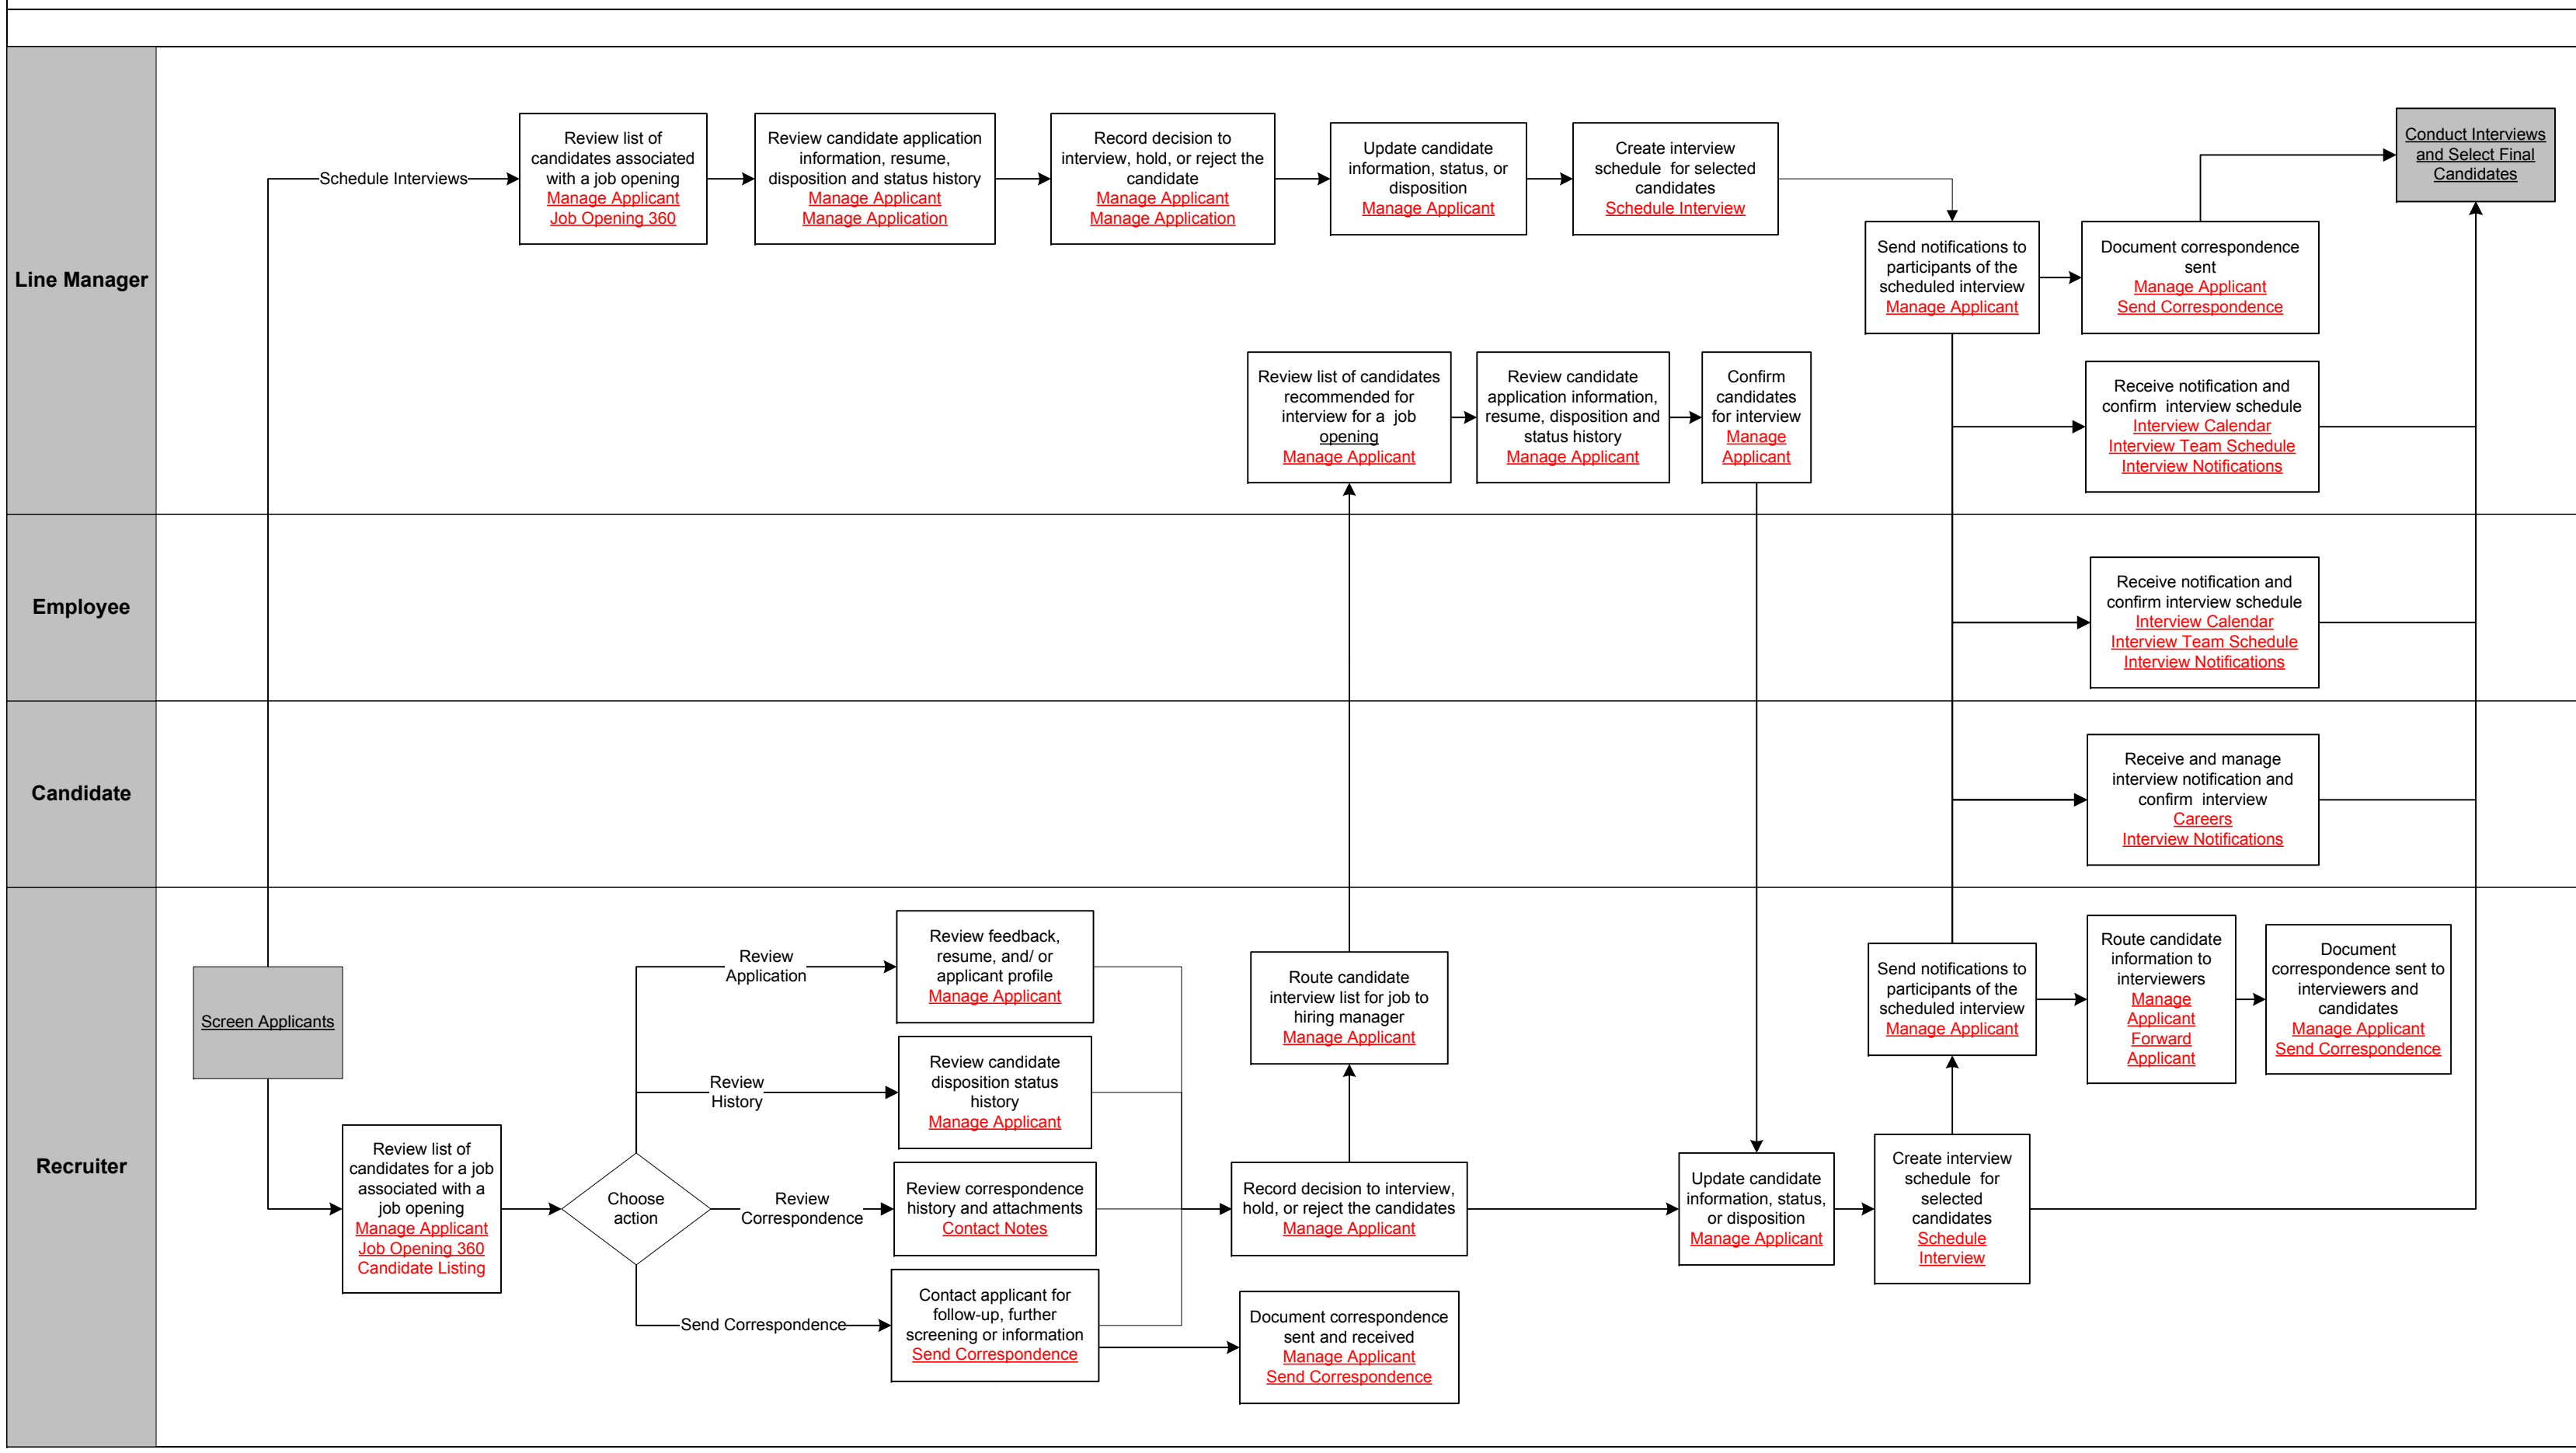 Line Manager
Schedule Interviews
Review list of
candidates associated
with a job opening
Manage Applicant
Job Opening 360
Review candidate application
information, resume,
disposition and status history
Manage Applicant
Manage Application
Record decision to
interview, hold, or reject the
candidate
Manage Applicant
Manage Application
Update candidate
information, status, or
disposition
Manage Applicant
Create interview
schedule for selected
candidates
Schedule Interview
Send notifications to
participants of the
scheduled interview
Manage Applicant
Document correspondence
sent
Manage Applicant
Send Correspondence
Conduct Interviews
and Select Final
Candidates
Review list of candidates
recommended for
interview for a job
opening
Manage Applicant
Review candidate
application information,
resume, disposition and
status history
Manage Applicant
Confirm
candidates
for interview
Manage
Applicant
Receive notification and
confirm interview schedule
Interview Calendar
Interview Team Schedule
Interview Notifications
Employee
Receive notification and
confirm interview schedule
Interview Calendar
Interview Team Schedule
Interview Notifications
Candidate
Receive and manage
interview notification and
confirm interview
Careers
Interview Notifications
Recruiter
Screen Applicants
Review list of
candidates for a job
associated with a
job opening
Manage Applicant
Job Opening 360
Candidate Listing
Choose
action
Review
Application
Review feedback,
resume, and/ or
applicant profile
Manage Applicant
Review
History
Review candidate
disposition status
history
Manage Applicant
Review
Correspondence
Review correspondence
history and attachments
Contact Notes
Send Correspondence
Contact applicant for
follow-up, further
screening or information
Send Correspondence
Document correspondence
sent and received
Manage Applicant
Send Correspondence
Record decision to interview,
hold, or reject the candidates
Manage Applicant
Route candidate
interview list for job to
hiring manager
Manage Applicant
Update candidate
information, status,
or disposition
Manage Applicant
Create interview
schedule for
selected
candidates
Schedule
Interview
Send notifications to
participants of the
scheduled interview
Manage Applicant
Route candidate
information to
interviewers
Manage
Applicant
Forward
Applicant
Document
correspondence sent to
interviewers and
candidates
Manage Applicant
Send Correspondence